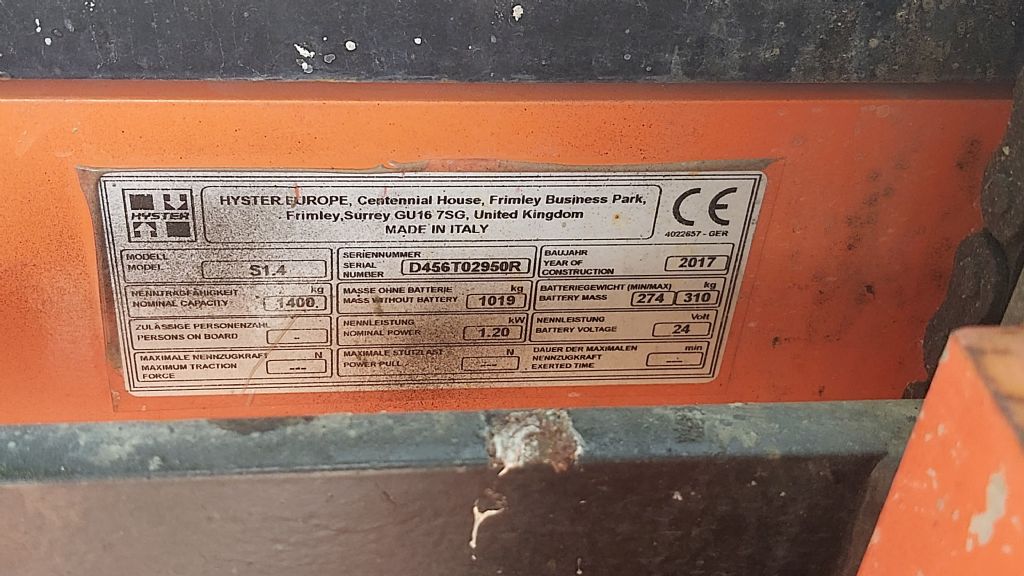 HYSTER
HYSTER EUROPE, Centennial House, Frimley Business Park,
Frimley,Surrey GU16 7SG, United Kingdom
MADE IN ITALY
CE
4022657 - GER
MODELL
MODEL
S1.4
SERIENNUMMER
SERIAL
NUMBER
D456T02950R
BAUJAHR
YEAR OF
CONSTRUCTION
2017
NENNTRAGFÄHIGKEIT
NOMINAL CAPACITY
kg
1400
MASSE OHNE BATTERIE
MASS WITHOUT BATTERY
kg
1019
BATTERIEGEWICHT (MIN/MAX)
BATTERY MASS
kg
274 310
ZULÄSSIGE PERSONENZAHL
PERSONS ON BOARD
-
NENNLEISTUNG
NOMINAL POWER
kW
1.20
NENNLEISTUNG
BATTERY VOLTAGE
Volt
24
MAXIMALE NENNZUGKRAFT
MAXIMUM TRACTION
FORCE
N
---
MAXIMALE STÜTZLAST
POWER PULL
N
---
DAUER DER MAXIMALEN
NENNZUGKRAFT
EXERTED TIME
min
---